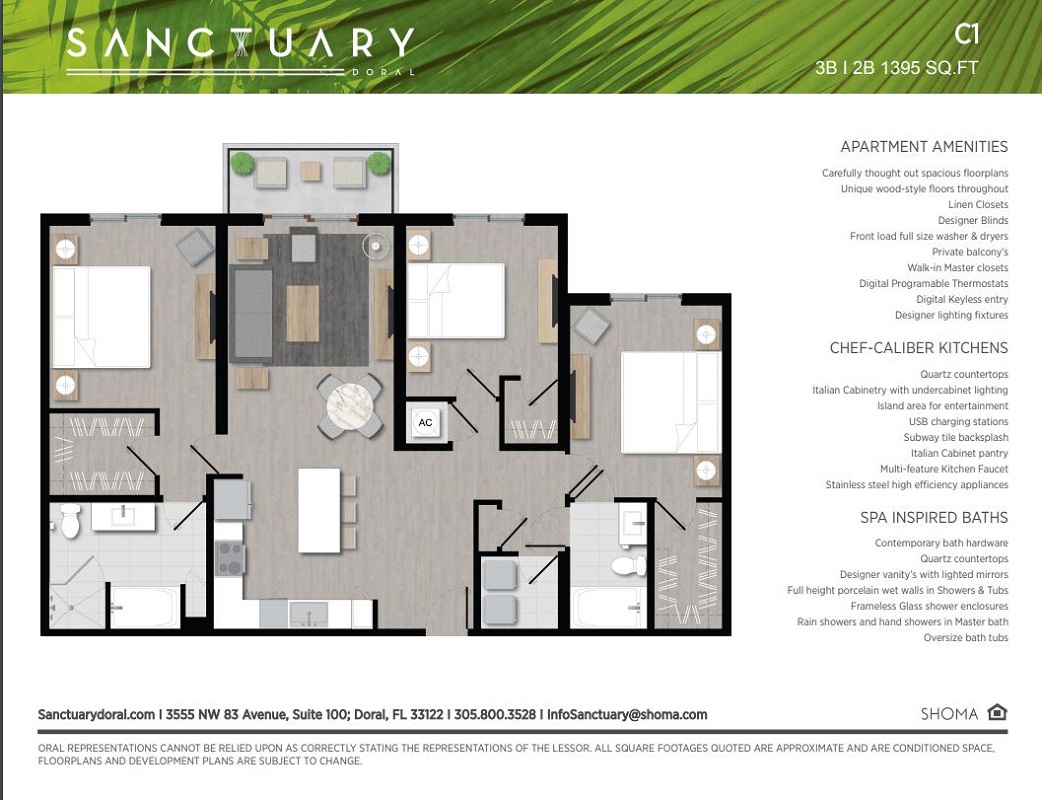 SANCTUARY
DORAL
C1
3B I 2B 1395 SQ.FT
APARTMENT AMENITIES
Carefully thought out spacious floorplans
Unique wood-style floors throughout
Linen Closets
Designer Blinds
Front load full size washer & dryers
Private balcony's
Walk-in Master closets
Digital Programable Thermostats
Digital Keyless entry
Designer lighting fixtures
CHEF-CALIBER KITCHENS
Quartz countertops
Italian Cabinetry with undercabinet lighting
Island area for entertainment
USB charging stations
Subway tile backsplash
Italian Cabinet pantry
Multi-feature Kitchen Faucet
Stainless steel high efficiency appliances
SPA INSPIRED BATHS
Contemporary bath hardware
Quartz countertops
Designer vanity's with lighted mirrors
Full height porcelain wet walls in Showers & Tubs
Frameless Glass shower enclosures
Rain showers and hand showers in Master bath
Oversize bath tubs
AC
Sanctuarydoral.com I 3555 NW 83 Avenue, Suite 100; Doral, FL 33122 I 305.800.3528 I InfoSanctuary@shoma.com
SHOMA
ORAL REPRESENTATIONS CANNOT BE RELIED UPON AS CORRECTLY STATING THE REPRESENTATIONS OF THE LESSOR. ALL SQUARE FOOTAGES QUOTED ARE APPROXIMATE AND ARE CONDITIONED SPACE,
FLOORPLANS AND DEVELOPMENT PLANS ARE SUBJECT TO CHANGE.